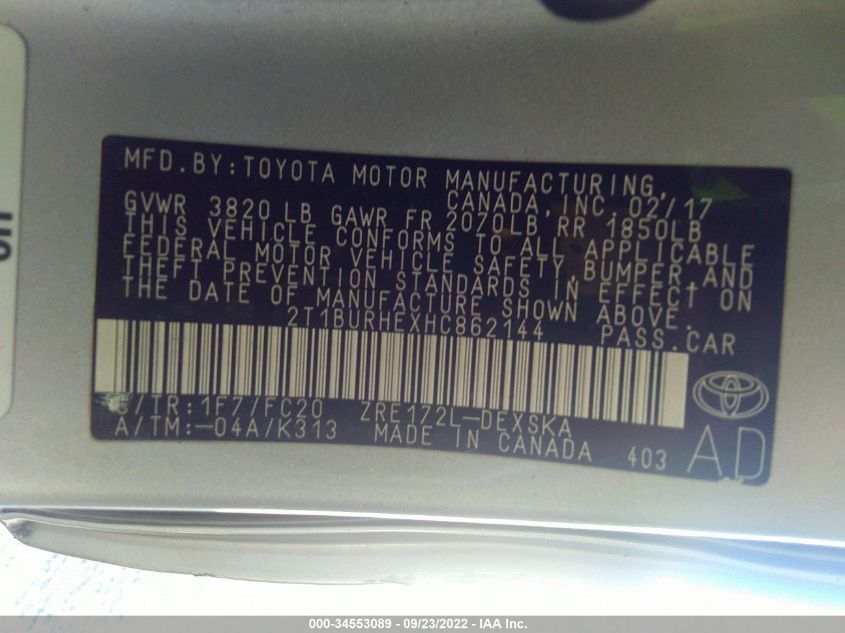 MFD.BY:TOYOTA MOTOR MANUFACTURING,
CANADA, INC. 02/17
GVWR 3820 LB GAWR FR 2070LB RR 1850LB
THIS VEHICLE CONFORMS TO ALL APPLICABLE
FEDERAL MOTOR VEHICLE SAFETY, BUMPER, AND
THEFT PREVENTION STANDARDS IN EFFECT ON
THE DATE OF MANUFACTURE SHOWN ABOVE.
2T1BURHEXHC862144 PASS.CAR
/TR:1F7/FC20 ZRE172L-DEXSKA
A/TM:-04A/K313 MADE IN CANADA 403
AD
000-34553089 - 09/23/2022 - IAA Inc.